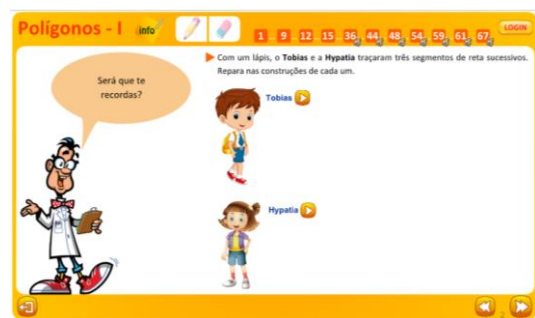 Polígonos - I
info
1 9 12 15 36 44 48 54 59 61 67
LOGIN
Com um lápis, o Tobias e a Hypatia traçaram três segmentos de reta sucessivos.
Repara nas construções de cada um.
Será que te
recordas?
Tobias
Hypatia
2